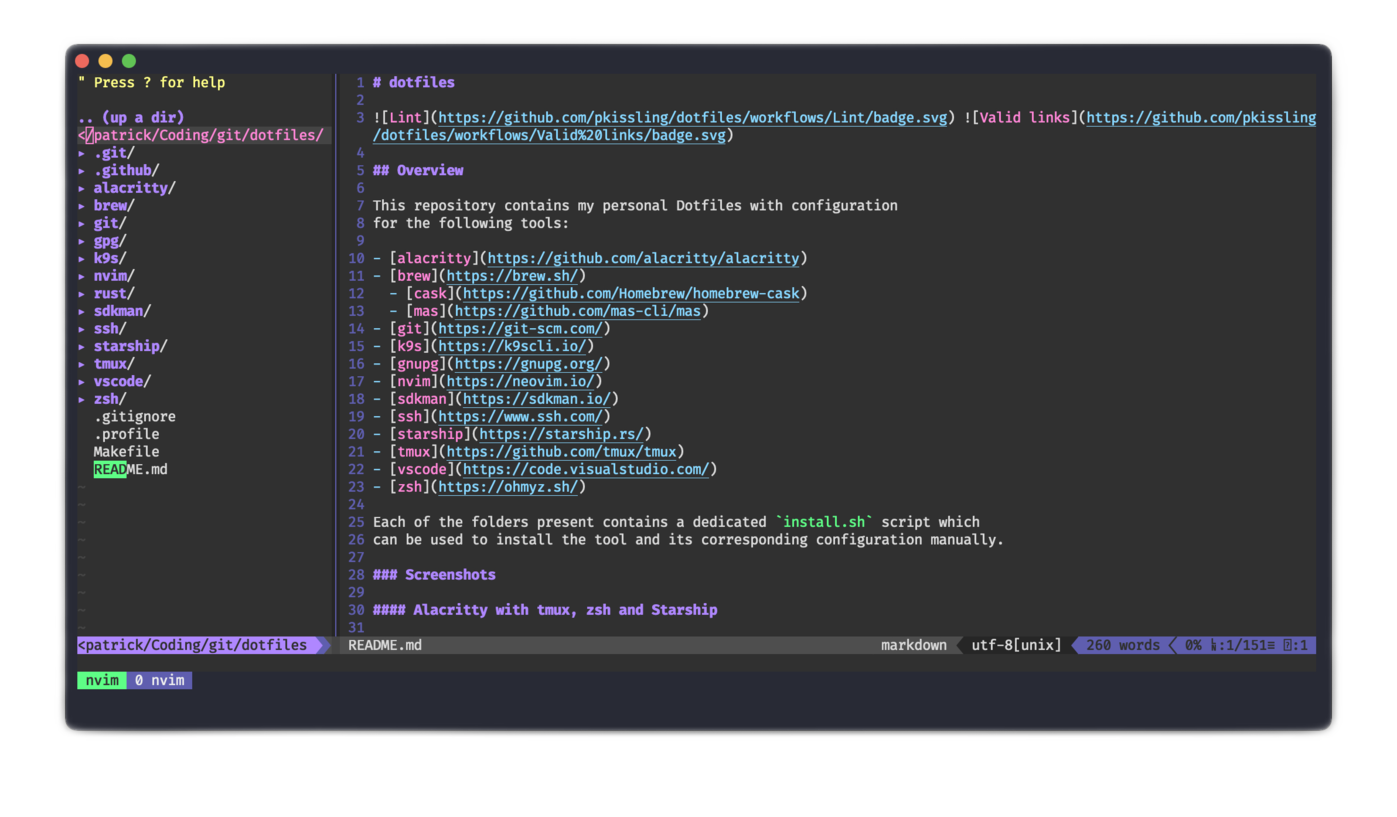 " Press ? for help
.. (up a dir)
</patrick/Coding/git/dotfiles/
▸ .git/
▸ .github/
▸ alacritty/
▸ brew/
▸ git/
▸ gpg/
▸ k9s/
▸ nvim/
▸ rust/
▸ sdkman/
▸ ssh/
▸ starship/
▸ tmux/
▸ vscode/
▸ zsh/
.gitignore
.profile
Makefile
README.md
~
~
~
~
~
~
~
~
~
<patrick/Coding/git/dotfiles
1 # dotfiles
2
3 ![Lint](https://github.com/pkissling/dotfiles/workflows/Lint/badge.svg) ![Valid links](https://github.com/pkissling
/dotfiles/workflows/Valid%20links/badge.svg)
4
5 ## Overview
6
7 This repository contains my personal Dotfiles with configuration
8 for the following tools:
9
10 - [alacritty](https://github.com/alacritty/alacritty)
11 - [brew](https://brew.sh/)
12   - [cask](https://github.com/Homebrew/homebrew-cask)
13   - [mas](https://github.com/mas-cli/mas)
14 - [git](https://git-scm.com/)
15 - [k9s](https://k9scli.io/)
16 - [gnupg](https://gnupg.org/)
17 - [nvim](https://neovim.io/)
18 - [sdkman](https://sdkman.io/)
19 - [ssh](https://www.ssh.com/)
20 - [starship](https://starship.rs/)
21 - [tmux](https://github.com/tmux/tmux)
22 - [vscode](https://code.visualstudio.com/)
23 - [zsh](https://ohmyz.sh/)
24
25 Each of the folders present contains a dedicated `install.sh` script which
26 can be used to install the tool and its corresponding configuration manually.
27
28 ### Screenshots
29
30 #### Alacritty with tmux, zsh and Starship
31
README.md markdown utf-8[unix] 260 words 0% ㏑:1/151≡ :1
nvim 0 nvim